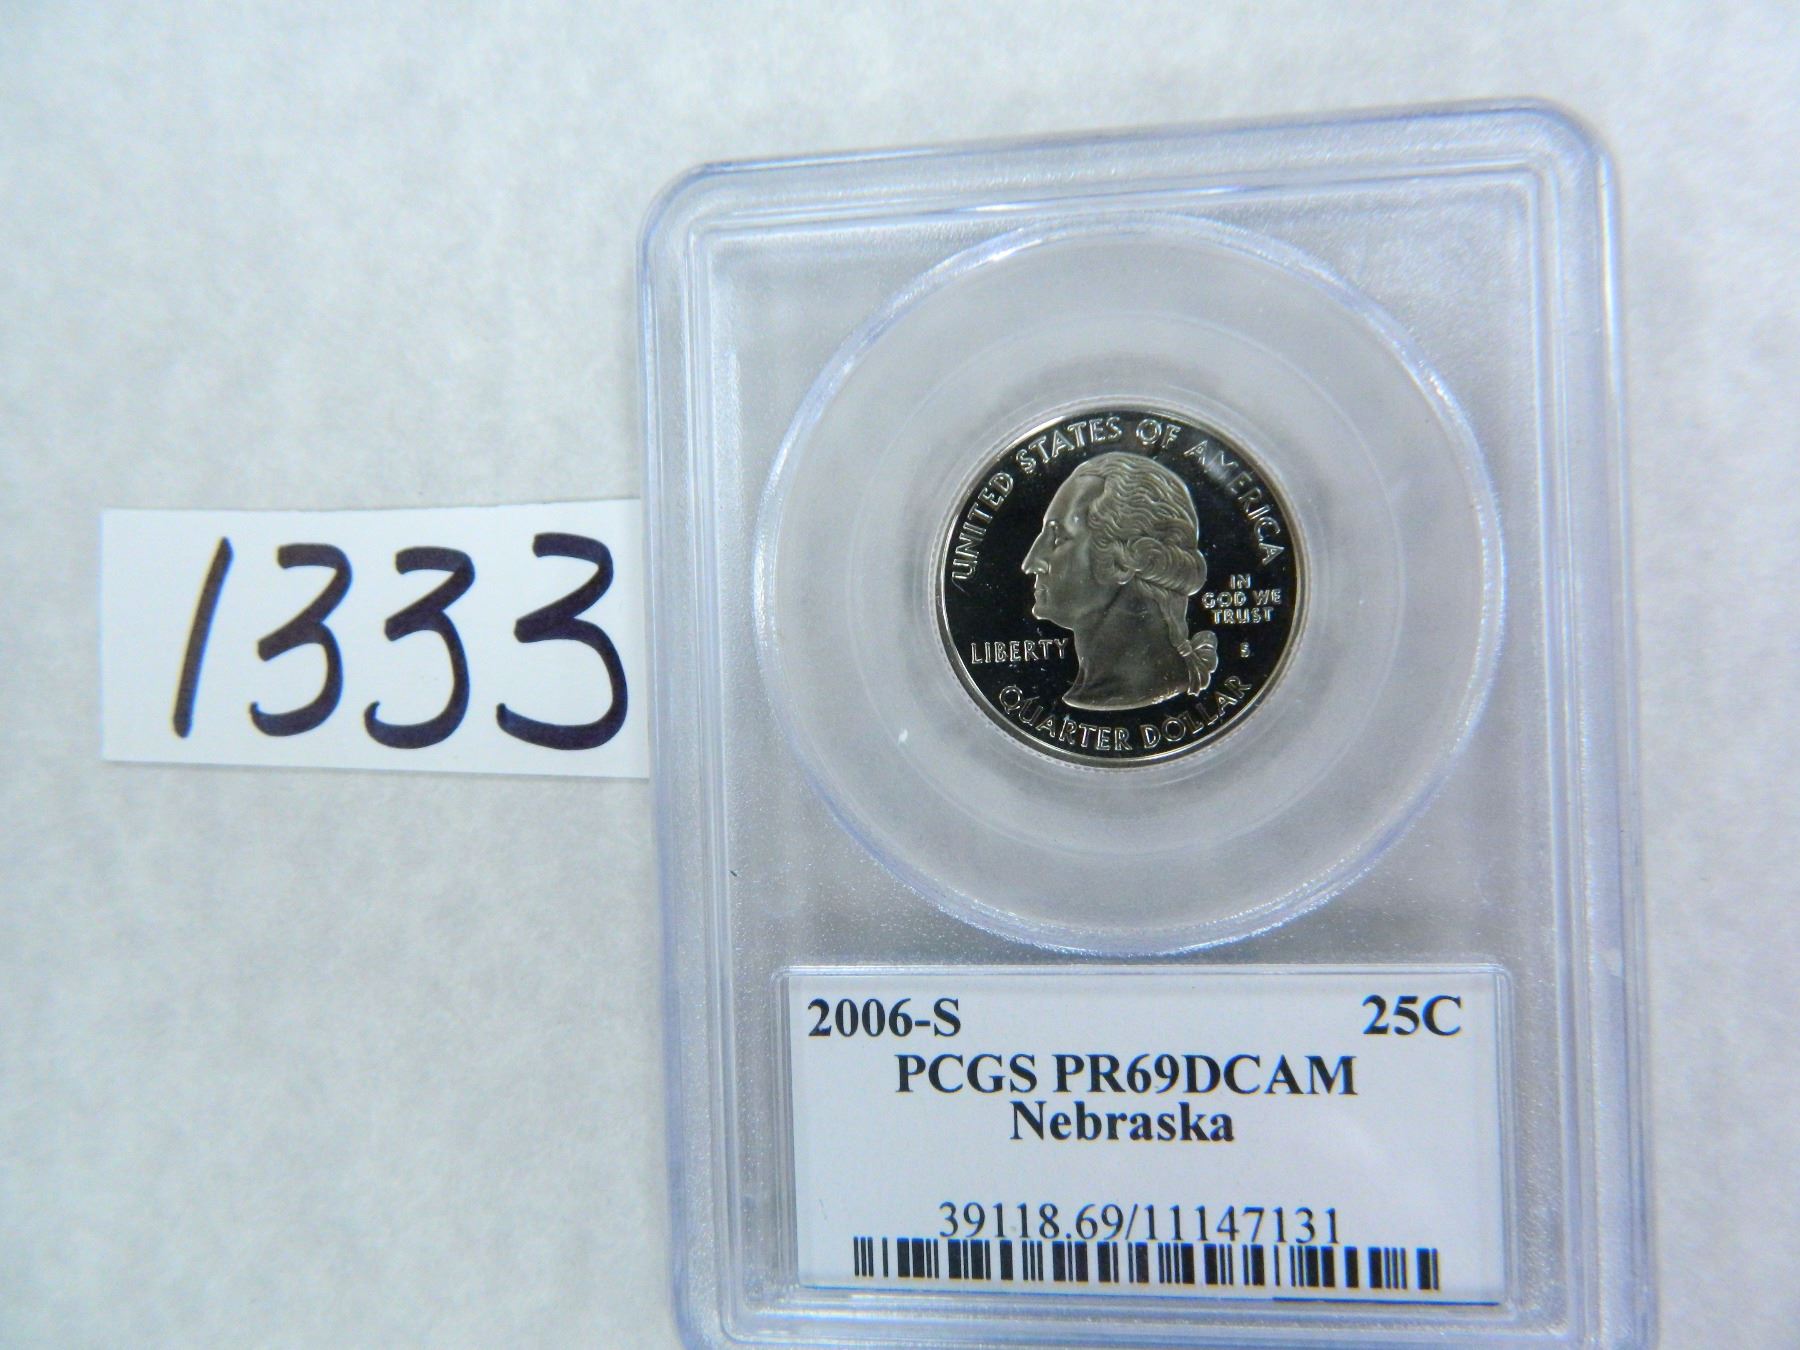 1333
UNITED STATES OF AMERICA
IN
GOD WE
TRUST
LIBERTY
S
QUARTER DOLLAR
2006-S 25C
PCGS PR69DCAM
Nebraska
39118.69/11147131